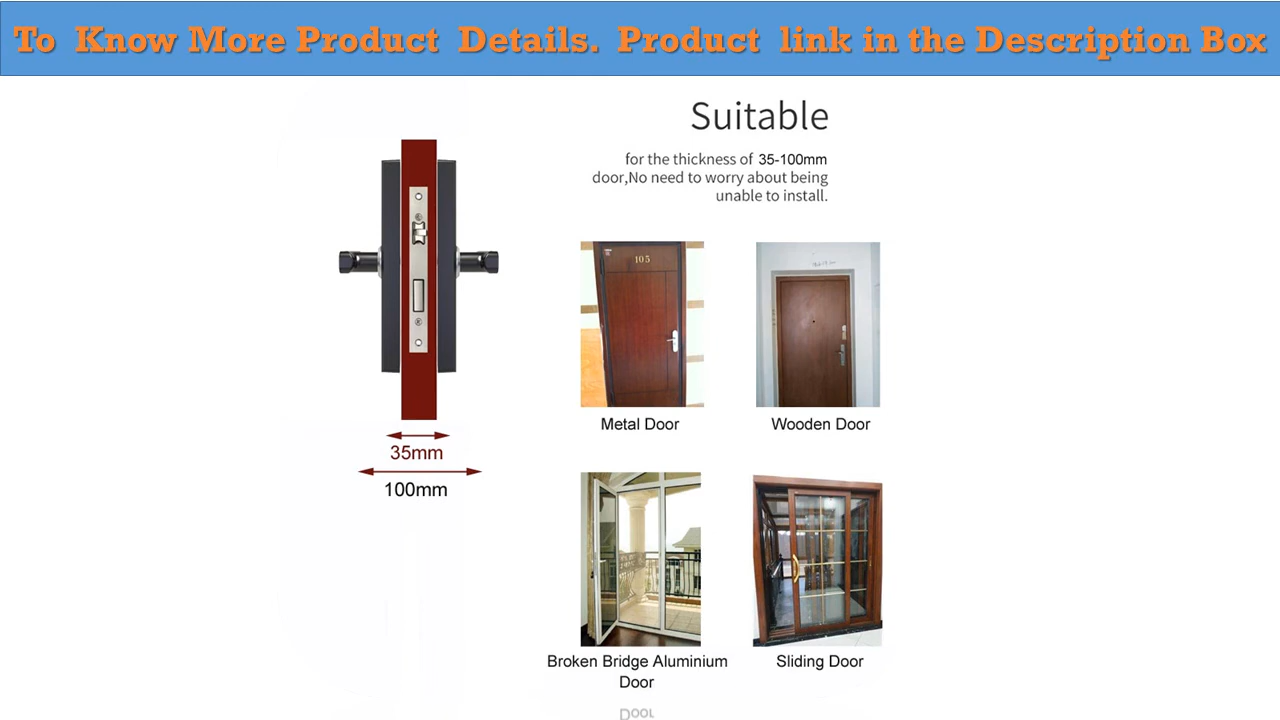 To Know More Product Details. Product link in the Description Box
Suitable
for the thickness of 35-100mm
door,No need to worry about being
unable to install.
105
Metal Door
Wooden Door
35mm
100mm
Broken Bridge Aluminium
Door
Sliding Door
Door